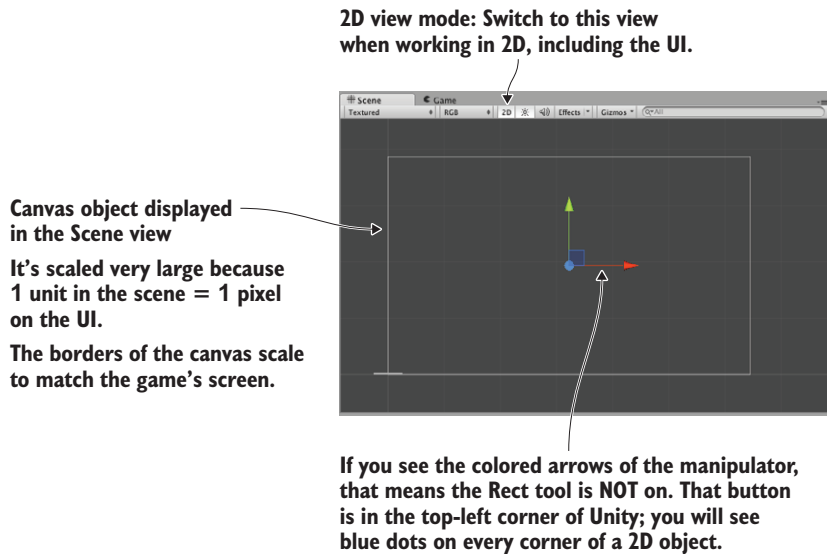 2D view mode: Switch to this view
when working in 2D, including the UI.
Scene
Game
Textured
RGB
2D
Effects
Gizmos
All
Canvas object displayed
in the Scene view
It's scaled very large because
1 unit in the scene = 1 pixel
on the UI.
The borders of the canvas scale
to match the game's screen.
If you see the colored arrows of the manipulator,
that means the Rect tool is NOT on. That button
is in the top-left corner of Unity; you will see
blue dots on every corner of a 2D object.